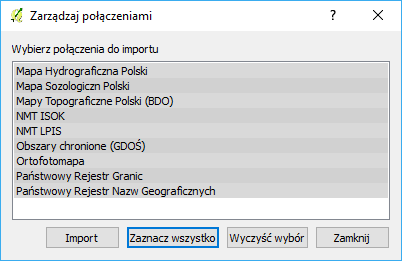 Zarządzaj połączeniami
Wybierz połączenia do importu
Mapa Hydrograficzna Polski
Mapa Sozologiczn Polski
Mapy Topograficzne Polski (BDO)
NMT ISOK
NMT LPIS
Obszary chronione (GDOŚ)
Ortofotomapa
Państwowy Rejestr Granic
Państwowy Rejestr Nazw Geograficznych
Import Zaznacz wszystko Wyczyść wybór Zamknij